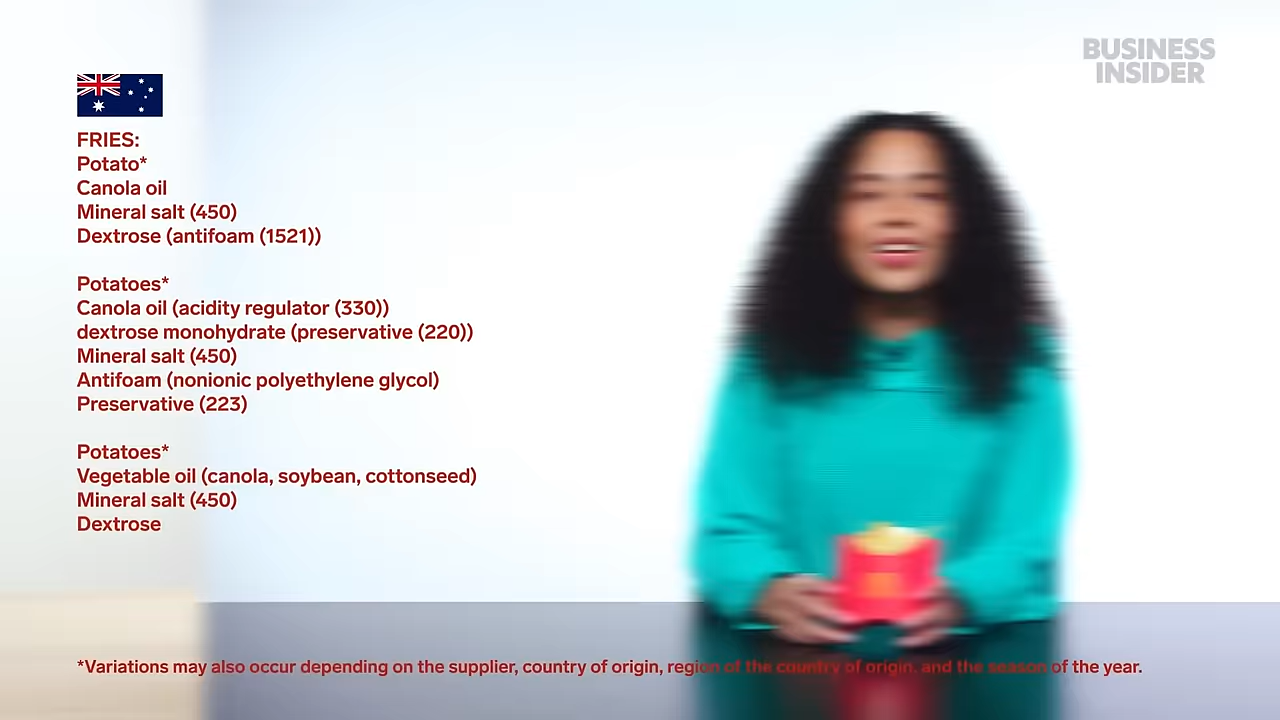 BUSINESS
INSIDER
FRIES:
Potato*
Canola oil
Mineral salt (450)
Dextrose (antifoam (1521))
Potatoes*
Canola oil (acidity regulator (330))
dextrose monohydrate (preservative (220))
Mineral salt (450)
Antifoam (nonionic polyethylene glycol)
Preservative (223)
Potatoes*
Vegetable oil (canola, soybean, cottonseed)
Mineral salt (450)
Dextrose
*Variations may also occur depending on the supplier, country of origin, region of the country of origin, and the season of the year.